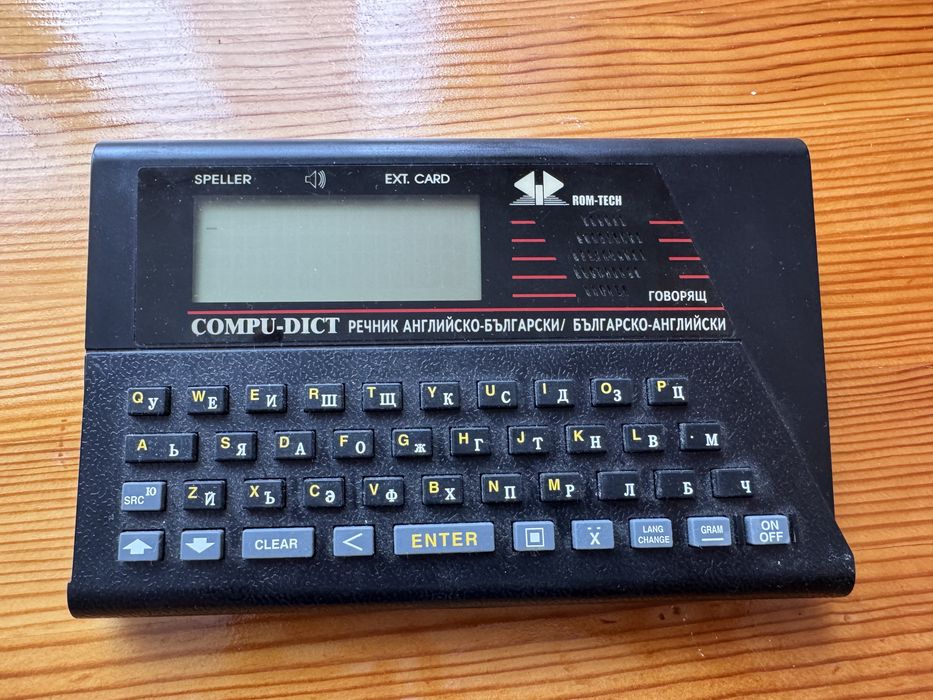 SPELLER EXT. CARD
ROM-TECH
ГОВОРЯЩ
COMPU-DICT РЕЧНИК АНГЛИЙСКО-БЪЛГАРСКИ/ БЪЛГАРСКО-АНГЛИЙСКИ
Q У W Е E И R Ш T Щ Y К U С I Д O З P Ц
A Ь S Я D А F О G Ж H Г J Т K Н L В . М
SRC Ю Z Й X Ъ C Э V Ф B Х N П M Р Л Б Ч
CLEAR < ENTER Ẍ LANG CHANGE GRAM ON OFF